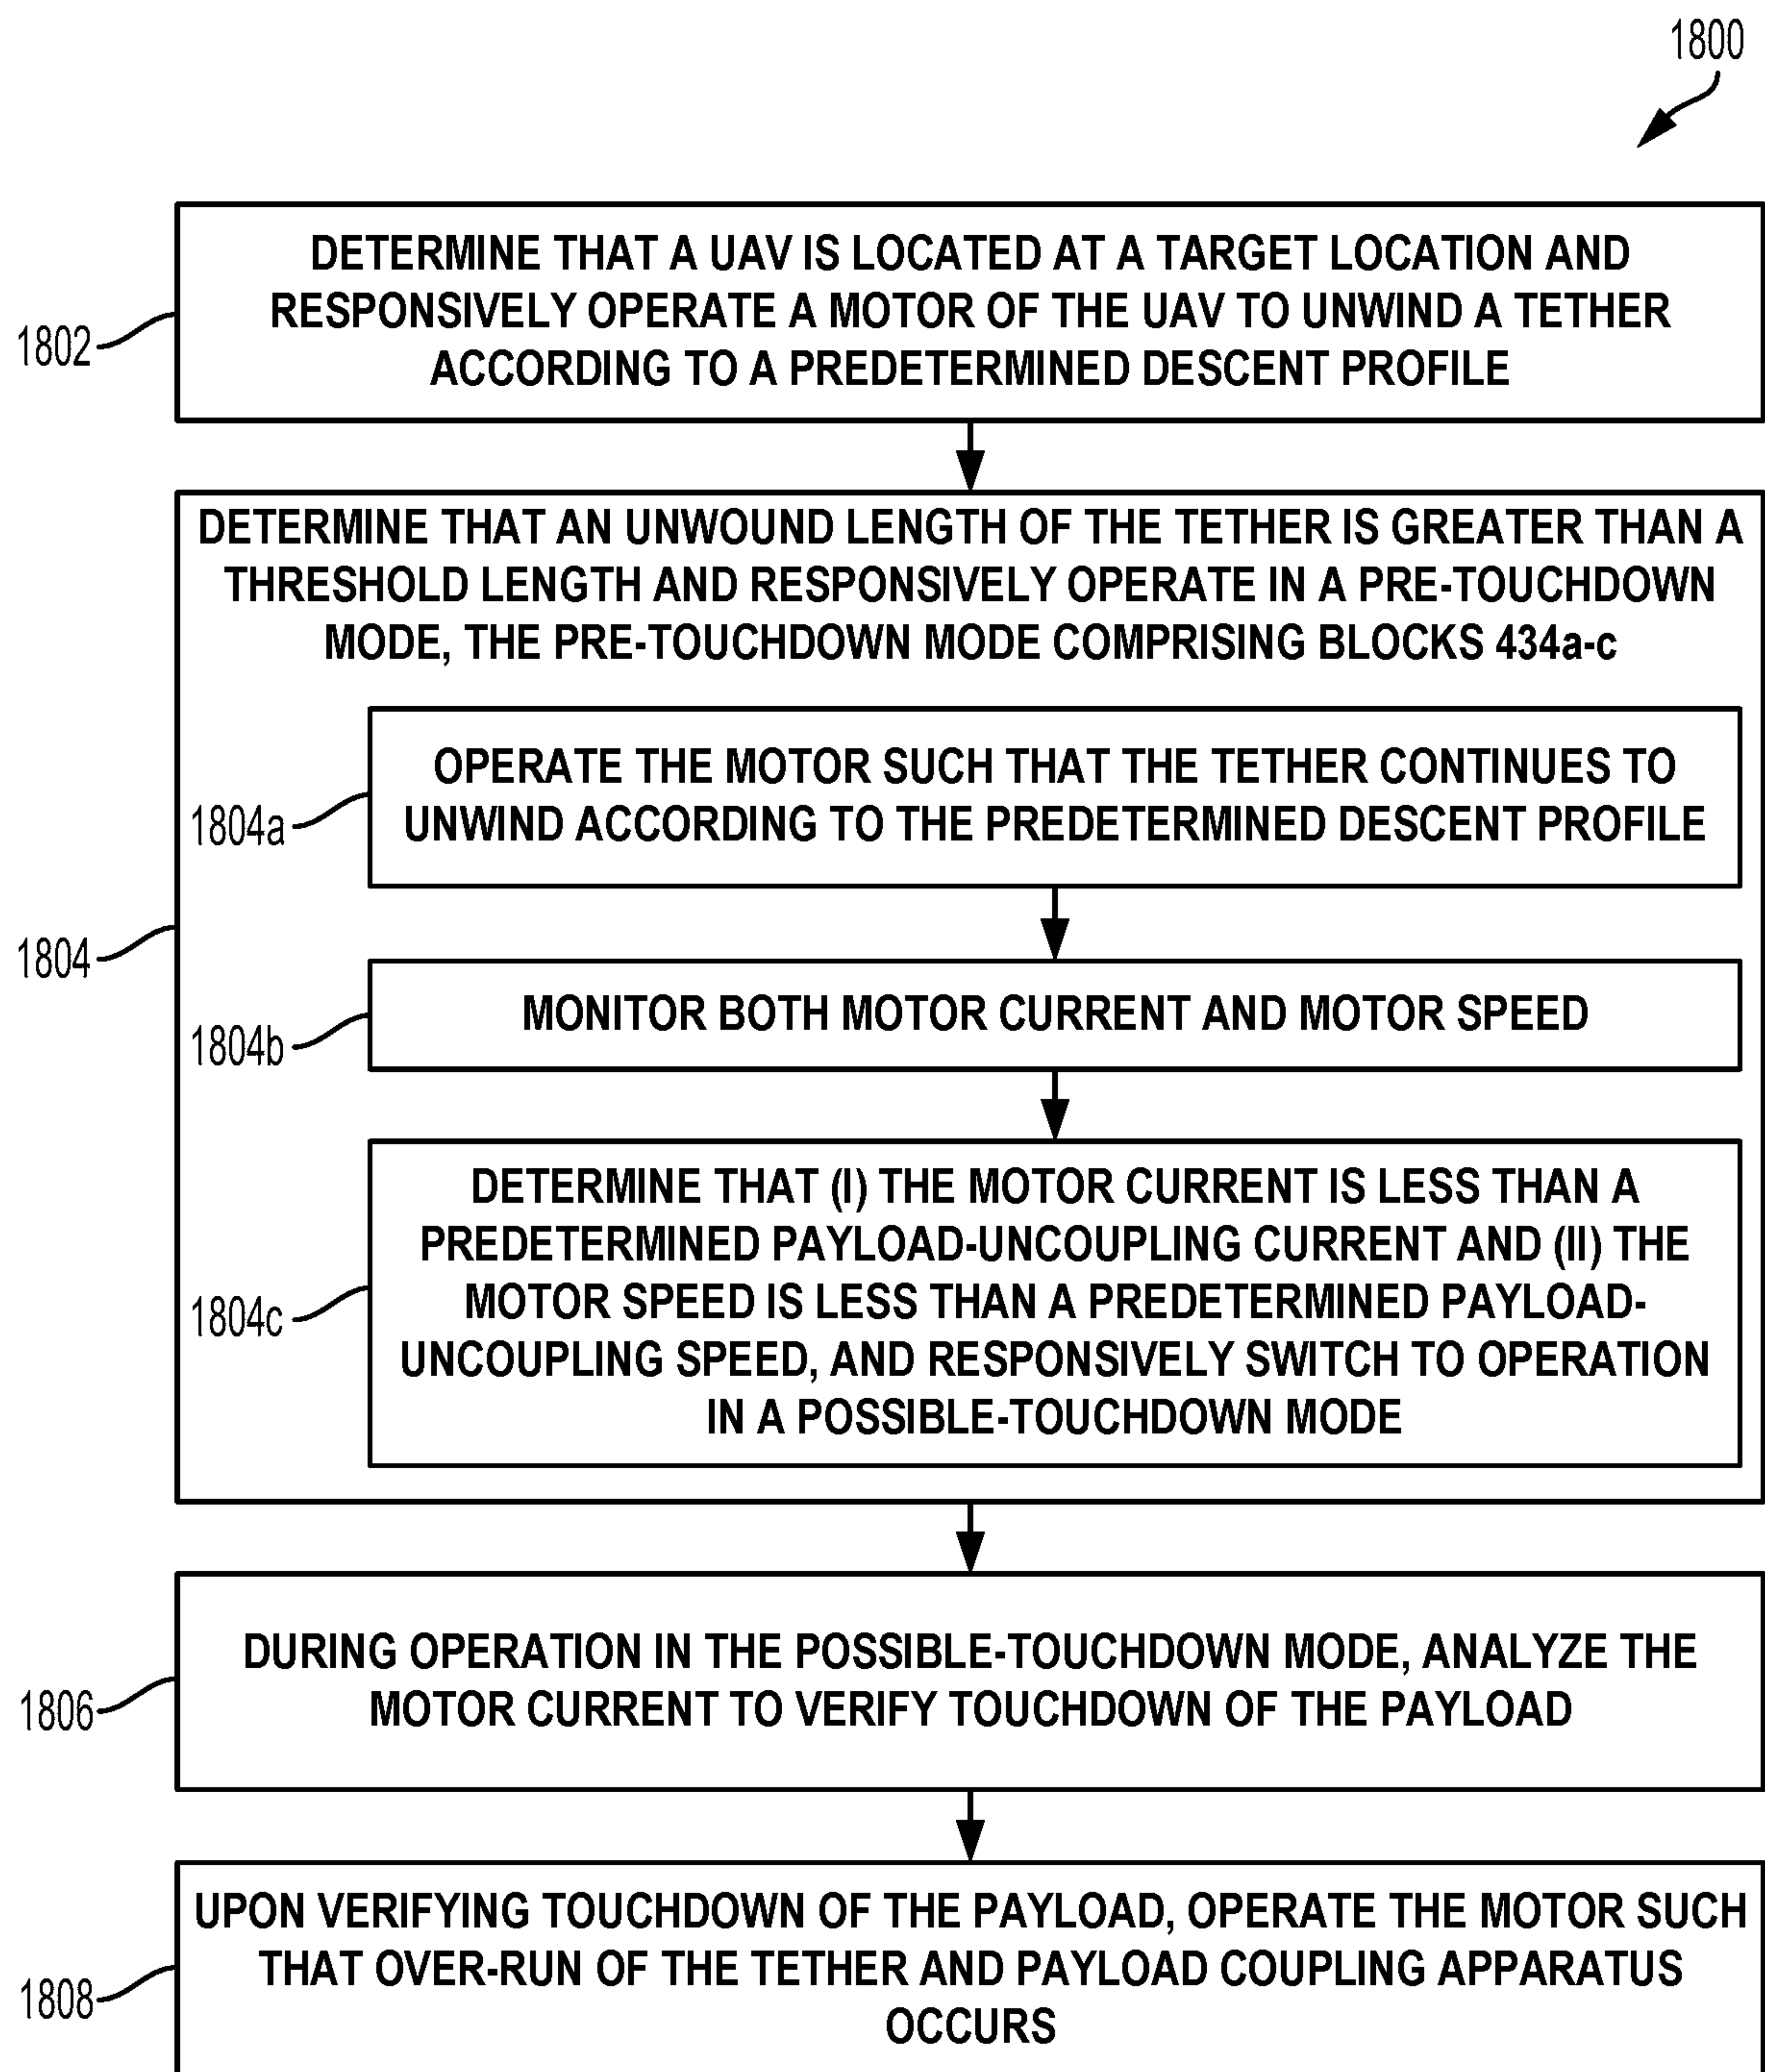 1800
DETERMINE THAT A UAV IS LOCATED AT A TARGET LOCATION AND
RESPONSIVELY OPERATE A MOTOR OF THE UAV TO UNWIND A TETHER
ACCORDING TO A PREDETERMINED DESCENT PROFILE
1802
DETERMINE THAT AN UNWOUND LENGTH OF THE TETHER IS GREATER THAN A
THRESHOLD LENGTH AND RESPONSIVELY OPERATE IN A PRE-TOUCHDOWN
MODE, THE PRE-TOUCHDOWN MODE COMPRISING BLOCKS 434a-c
1804
OPERATE THE MOTOR SUCH THAT THE TETHER CONTINUES TO
UNWIND ACCORDING TO THE PREDETERMINED DESCENT PROFILE
1804a
MONITOR BOTH MOTOR CURRENT AND MOTOR SPEED
1804b
DETERMINE THAT (I) THE MOTOR CURRENT IS LESS THAN A
PREDETERMINED PAYLOAD-UNCOUPLING CURRENT AND (II) THE
MOTOR SPEED IS LESS THAN A PREDETERMINED PAYLOAD-
UNCOUPLING SPEED, AND RESPONSIVELY SWITCH TO OPERATION
IN A POSSIBLE-TOUCHDOWN MODE
1804c
DURING OPERATION IN THE POSSIBLE-TOUCHDOWN MODE, ANALYZE THE
MOTOR CURRENT TO VERIFY TOUCHDOWN OF THE PAYLOAD
1806
UPON VERIFYING TOUCHDOWN OF THE PAYLOAD, OPERATE THE MOTOR SUCH
THAT OVER-RUN OF THE TETHER AND PAYLOAD COUPLING APPARATUS
OCCURS
1808